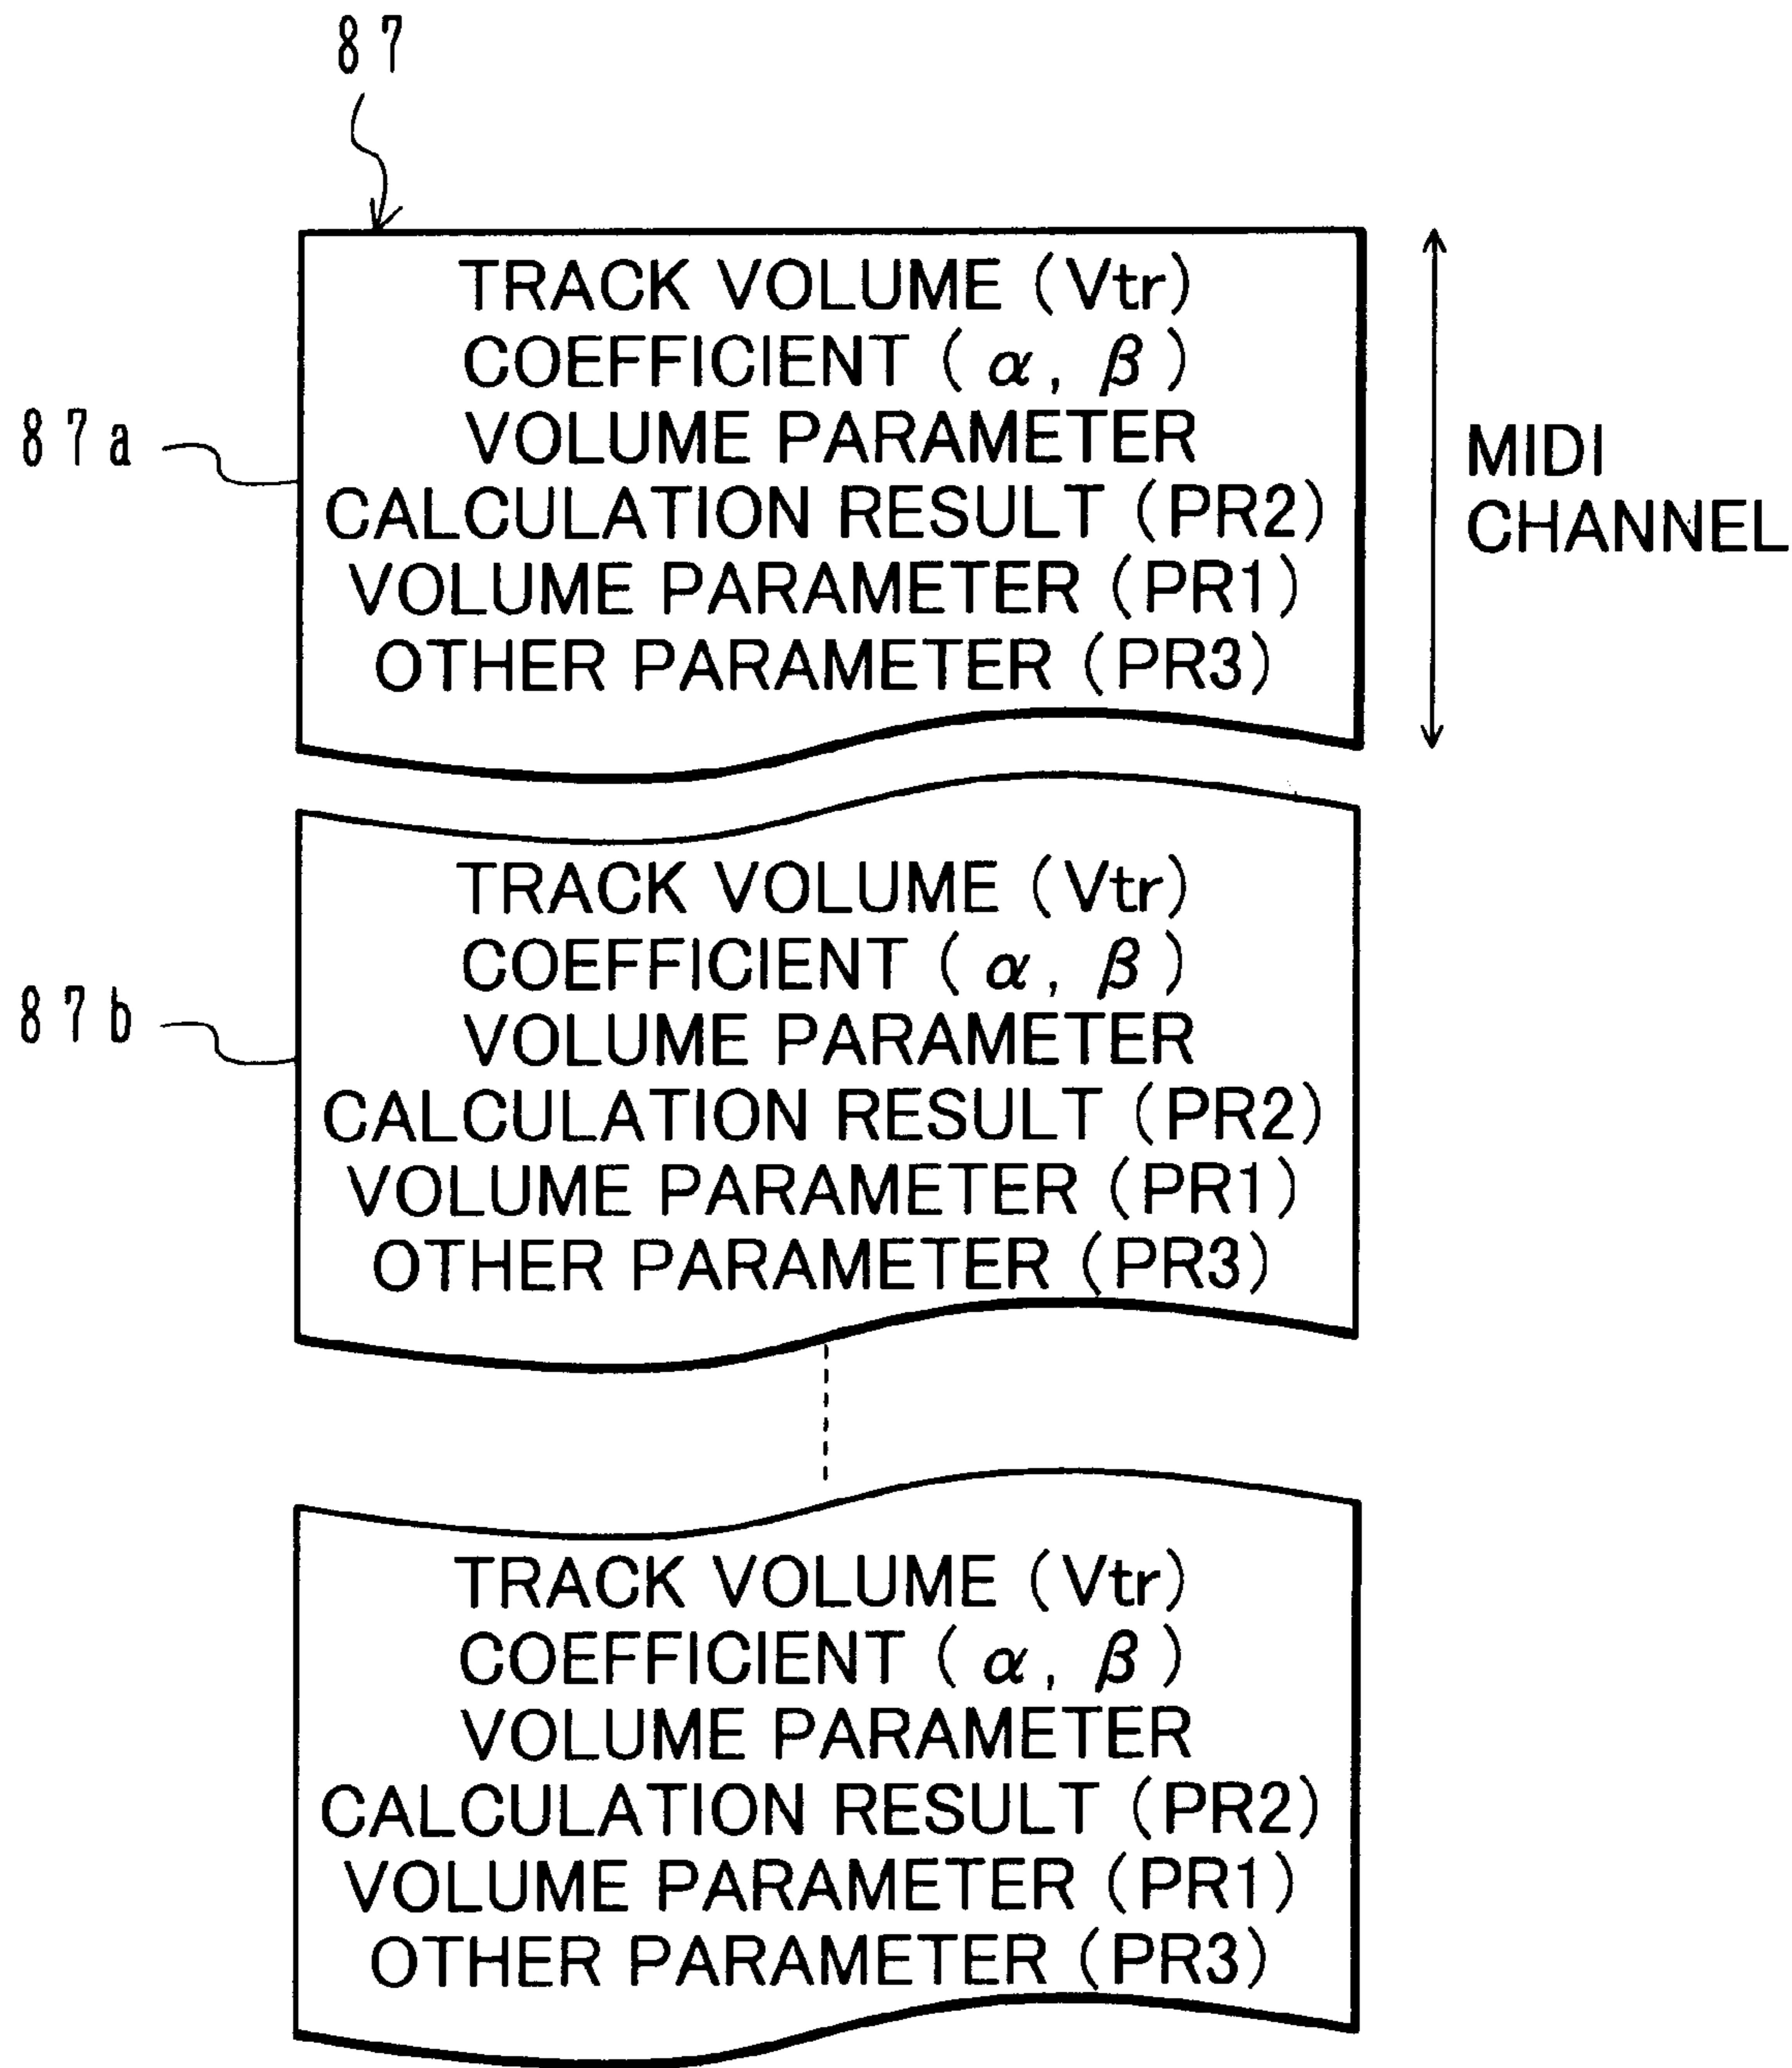 87
87a
TRACK VOLUME (Vtr)
COEFFICIENT (α, β)
VOLUME PARAMETER
CALCULATION RESULT (PR2)
VOLUME PARAMETER (PR1)
OTHER PARAMETER (PR3)
MIDI
CHANNEL
87b
TRACK VOLUME (Vtr)
COEFFICIENT (α, β)
VOLUME PARAMETER
CALCULATION RESULT (PR2)
VOLUME PARAMETER (PR1)
OTHER PARAMETER (PR3)
TRACK VOLUME (Vtr)
COEFFICIENT (α, β)
VOLUME PARAMETER
CALCULATION RESULT (PR2)
VOLUME PARAMETER (PR1)
OTHER PARAMETER (PR3)